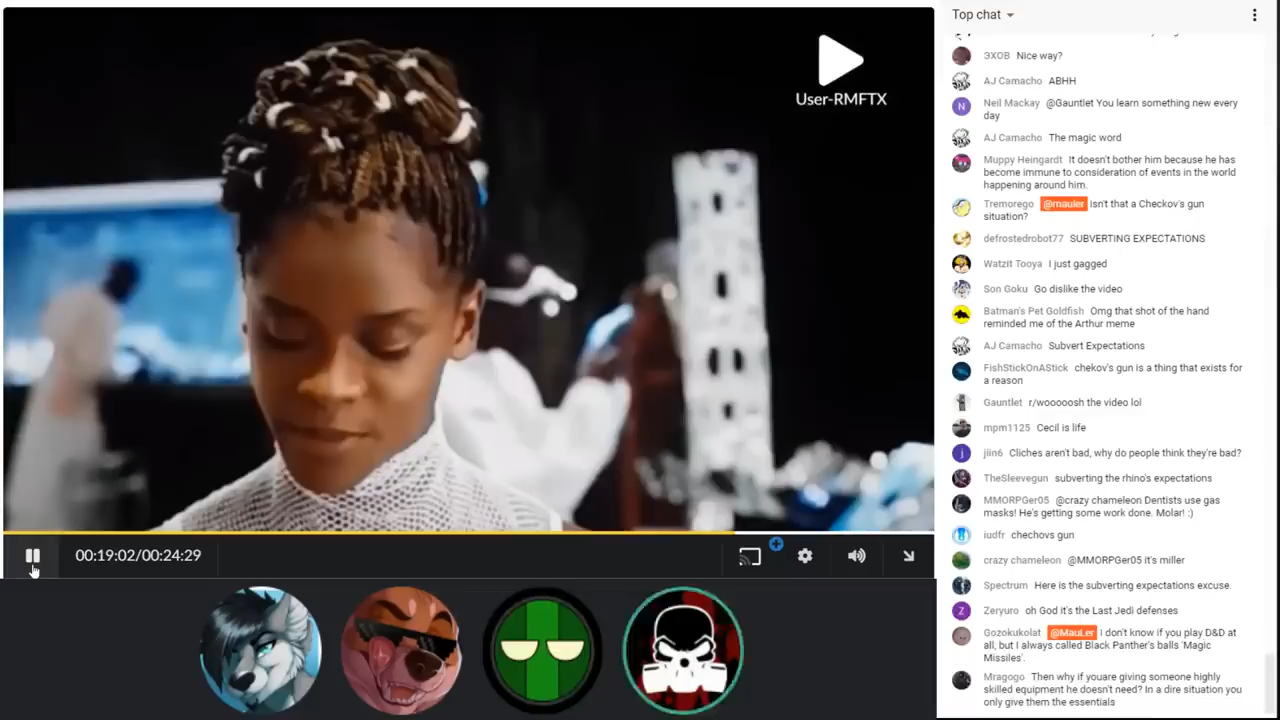 User-RMFTX
00:19:02/00:24:29
Top chat
ЭХОВ Nice way?
AJ Camacho ABHH
N
Neil Mackay @Gauntlet You learn something new every
day
AJ Camacho The magic word
Muppy Heingardt It doesn't bother him because he has
become immune to consideration of events in the world
happening around him.
Tremorego @mauler Isn't that a Checkov's gun
situation?
defrostedrobot77 SUBVERTING EXPECTATIONS
Watzit Tooya I just gagged
Son Goku Go dislike the video
Batman's Pet Goldfish Omg that shot of the hand
reminded me of the Arthur meme
AJ Camacho Subvert Expectations
FishStickOnAStick chekov's gun is a thing that exists for
a reason
Gauntlet r/wooooosh the video lol
mpm1125 Cecil is life
j
jiin6 Cliches aren't bad, why do people think they're bad?
TheSleevegun subverting the rhino's expectations
MMORPGer05 @crazy chameleon Dentists use gas
masks! He's getting some work done. Molar! :)
iudfr chechovs gun
crazy chameleon @MMORPGer05 it's miller
Spectrum Here is the subverting expectations excuse.
Z
Zeryuro oh God it's the Last Jedi defenses
Gozokukolat @MauLer I don't know if you play D&D at
all, but I always called Black Panther's balls 'Magic
Missiles'.
Mragogo Then why if youare giving someone highly
skilled equipment he doesn't need? In a dire situation you
only give them the essentials